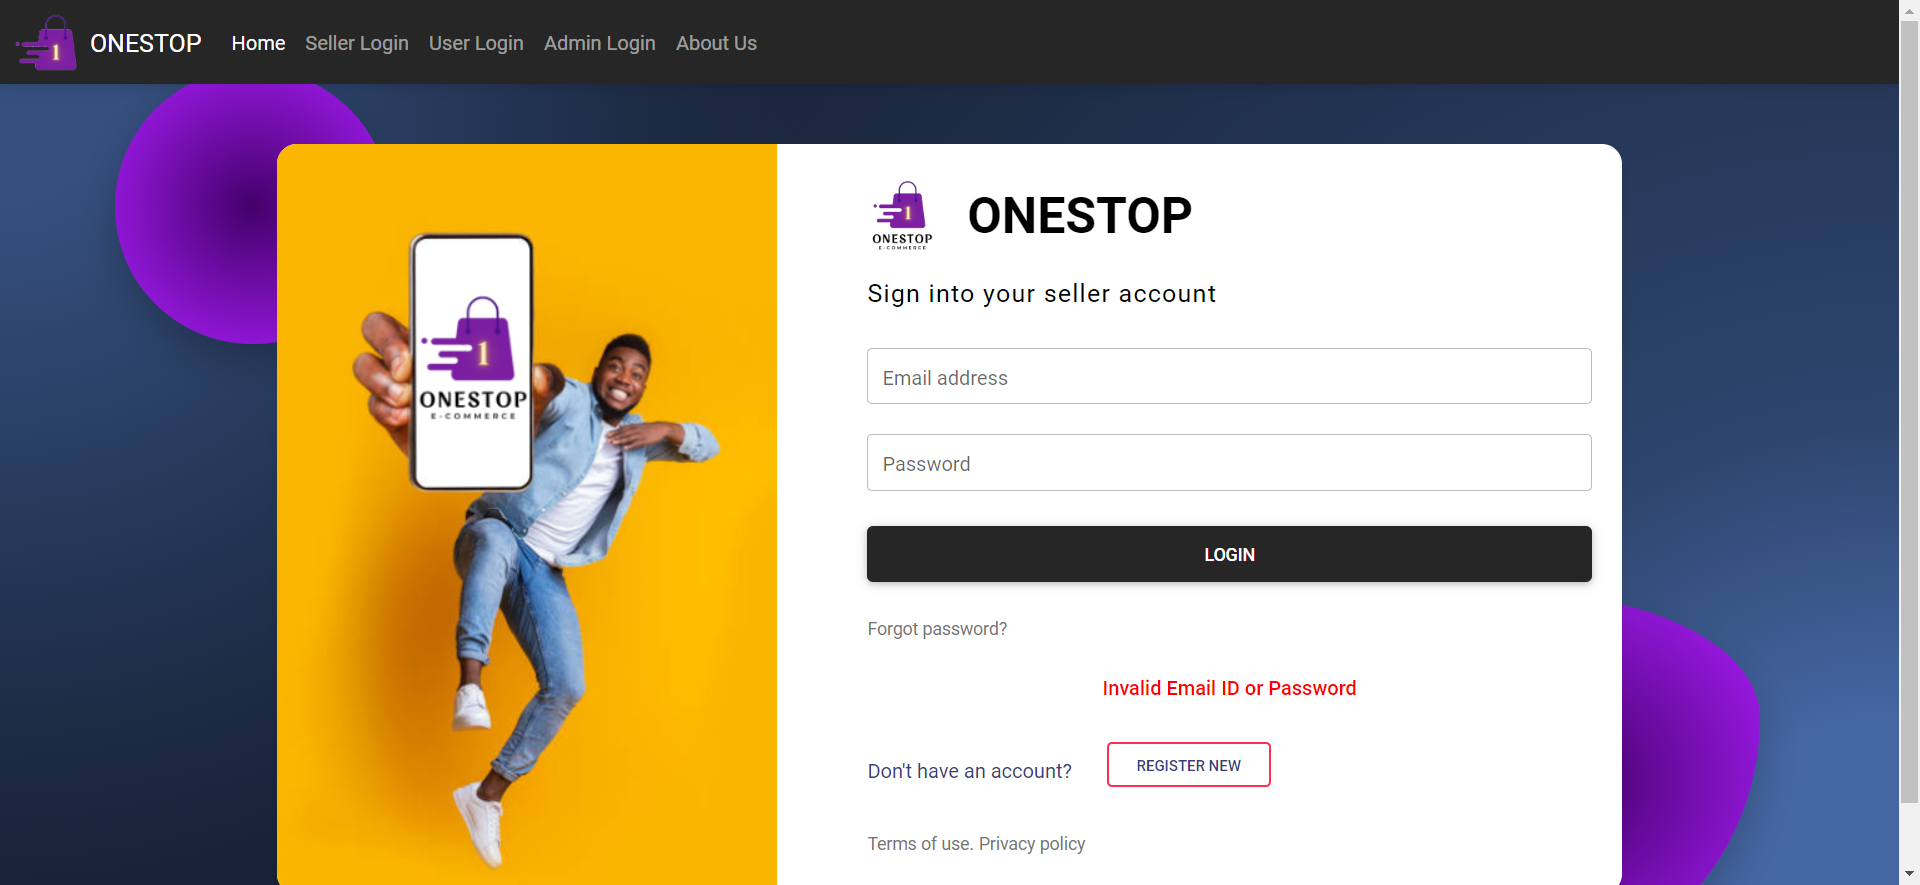 1
ONESTOP Home Seller Login User Login Admin Login About Us
1
ONESTOP
E-COMMERCE
1
ONESTOP
E-COMMERCE
ONESTOP
Sign into your seller account
Email address
Password
LOGIN
Forgot password?
Invalid Email ID or Password
Don't have an account? REGISTER NEW
Terms of use. Privacy policy